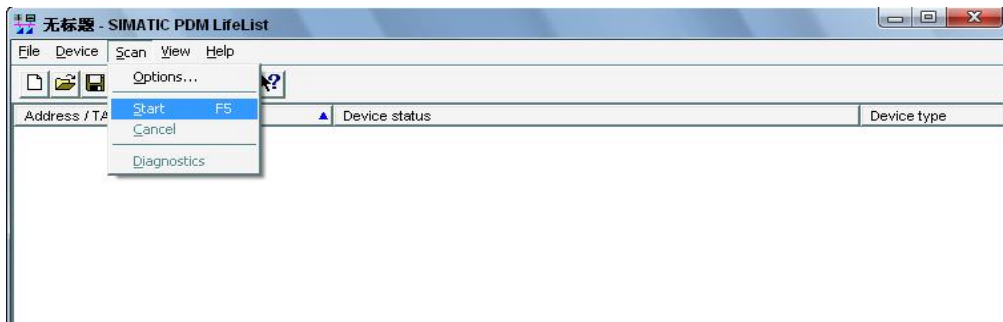 无标题 - SIMATIC PDM LifeList
File Device Scan View Help
Options...
Address / TA
Start F5
Device status
Device type
Cancel
Diagnostics